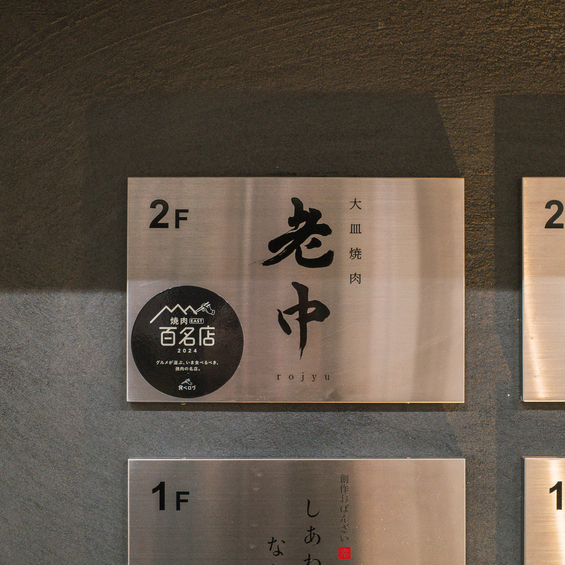 2F
大皿焼肉
老中
rojyu
焼肉 EAST
百名店
2024
グルメが選ぶ、いま食べるべき、
焼肉の名店。
食べログ
2
1F
創作おばんざい
しあわ
な
1